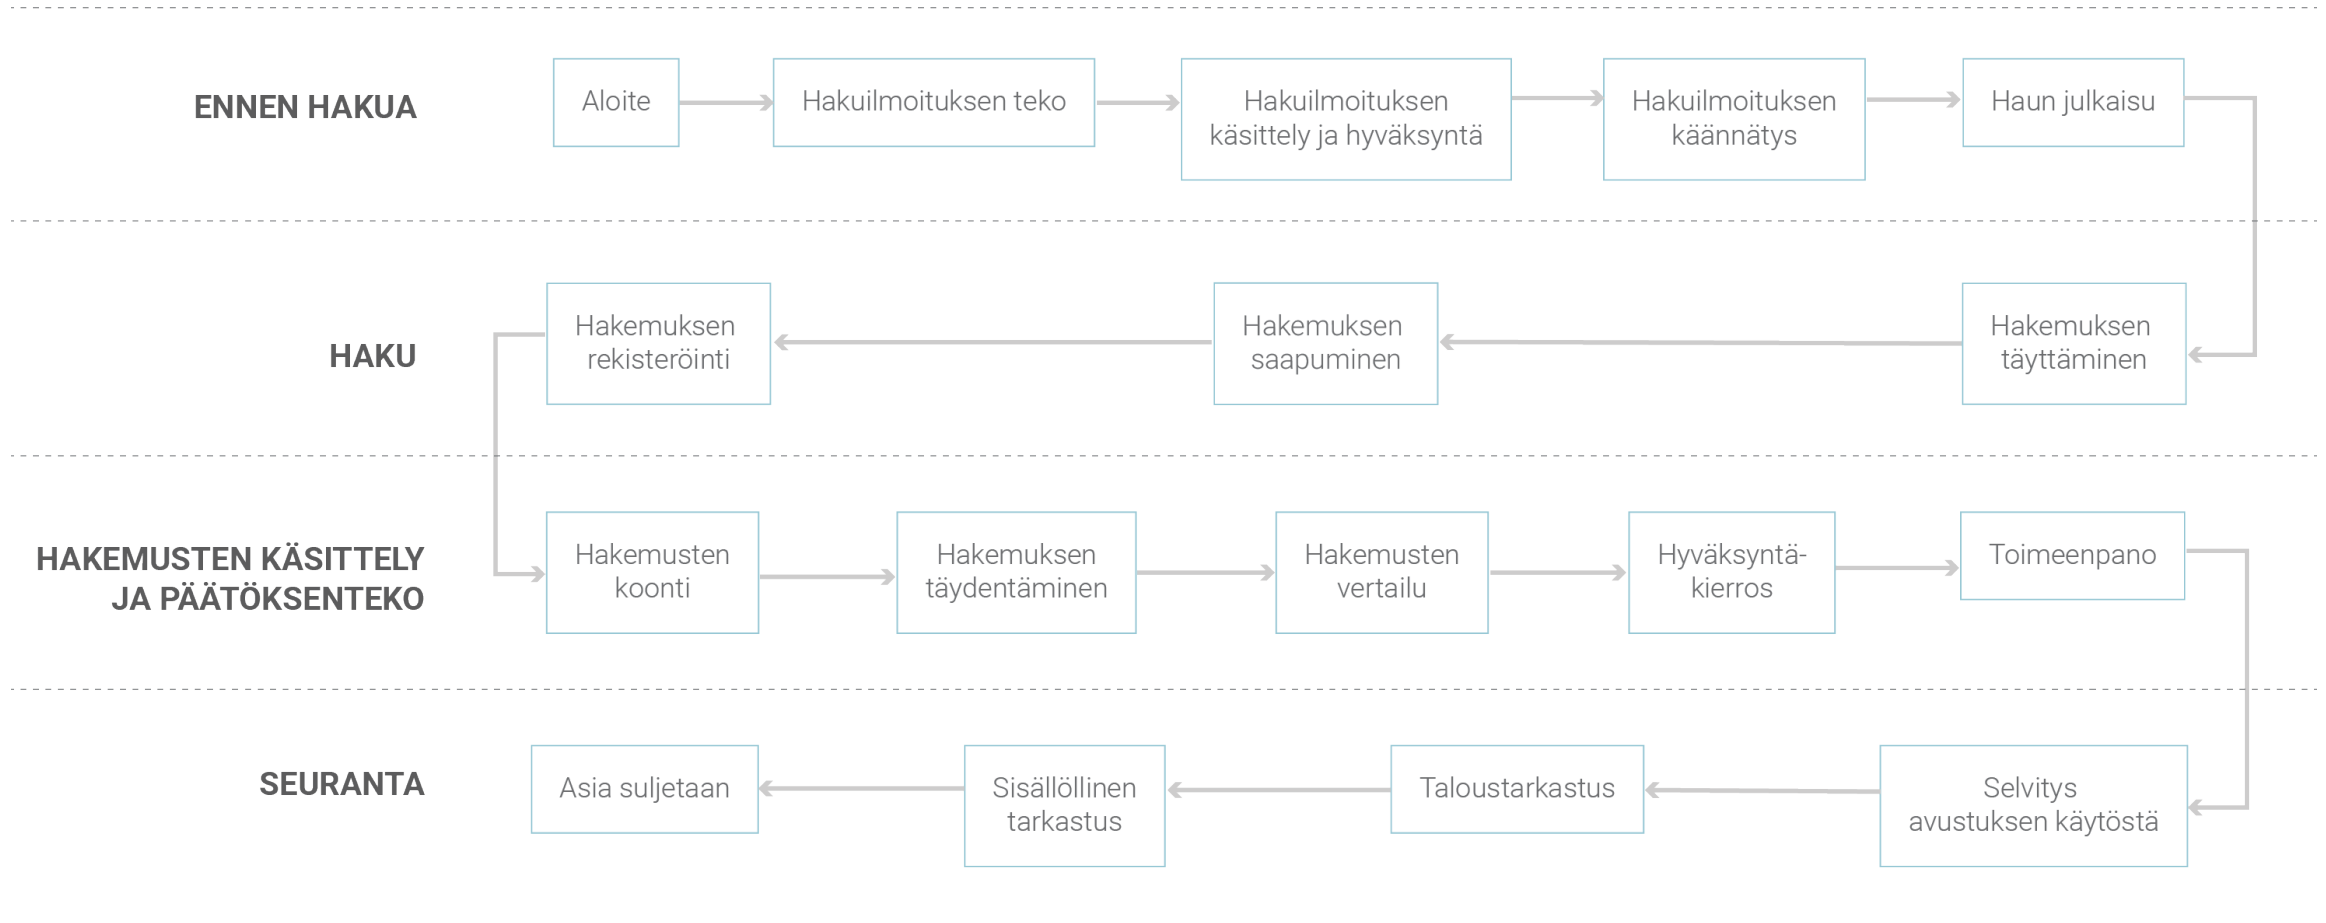 ENNEN HAKUA
Aloite
Hakuilmoituksen teko
Hakuilmoituksen
käsittely ja hyväksyntä
Hakuilmoituksen
käännätys
Haun julkaisu
HAKU
Hakemuksen
rekisteröinti
Hakemuksen
saapuminen
Hakemuksen
täyttäminen
HAKEMUSTEN KÄSITTELY
JA PÄÄTÖKSENTEKO
Hakemusten
koonti
Hakemuksen
täydentäminen
Hakemusten
vertailu
Hyväksyntä-
kierros
Toimeenpano
SEURANTA
Asia suljetaan
Sisällöllinen
tarkastus
Taloustarkastus
Selvitys
avustuksen käytöstä